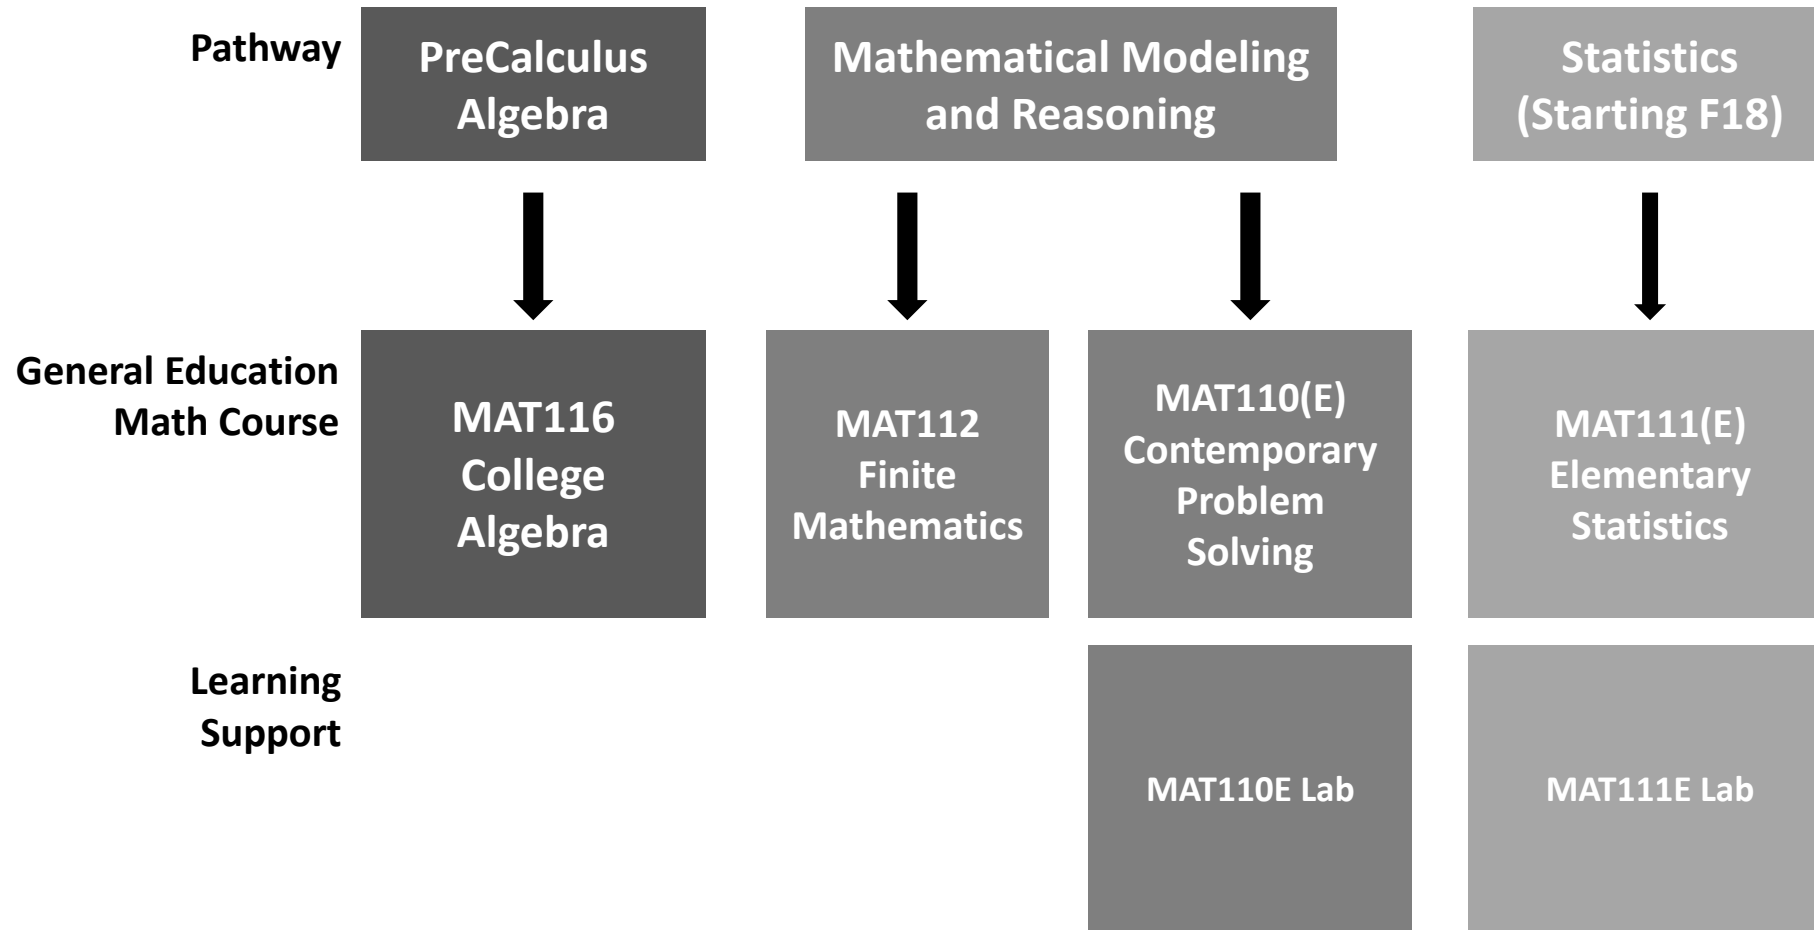 Pathway
PreCalculus
Algebra
Mathematical Modeling
and Reasoning
Statistics
(Starting F18)
General Education
Math Course
MAT116
College
Algebra
MAT112
Finite
Mathematics
MAT110(E)
Contemporary
Problem
Solving
MAT111(E)
Elementary
Statistics
Learning
Support
MAT110E Lab
MAT111E Lab